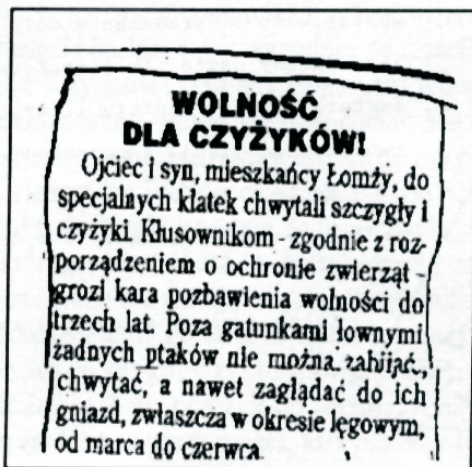 WOLNOŚĆ
DLA CZYŻYKÓW!
Ojciec i syn, mieszkańcy Łomży, do
specjalnych klatek chwytali szczygły i
czyżyki. Kłusownikom - zgodnie z roz-
porządzeniem o ochronie zwierząt -
grozi kara pozbawienia wolności do
trzech lat. Poza gatunkami łownymi
żadnych ptaków nie można zabijać,
chwytać, a nawet zaglądać do ich
gniazd, zwłaszcza w okresie lęgowym,
od marca do czerwca.